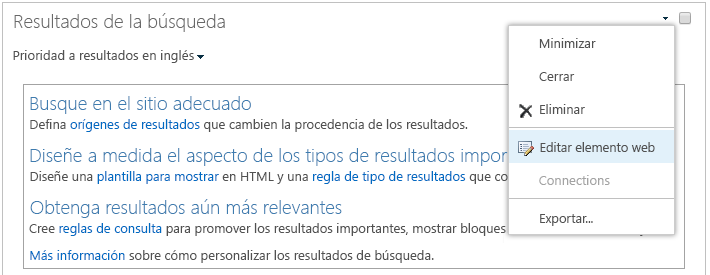 Resultados de la búsqueda
Prioridad a resultados en inglés
Minimizar
Cerrar
Eliminar
Editar elemento web
Connections
Exportar...
Busque en el sitio adecuado
Defina orígenes de resultados que cambien la procedencia de los resultados.
Diseñe a medida el aspecto de los tipos de resultados
Diseñe una plantilla para mostrar en HTML y una regla de tipo de resultados que
Obtenga resultados aún más relevantes
Cree reglas de consulta para promover los resultados importantes, mostrar bloques
Más información sobre cómo personalizar los resultados de búsqueda.